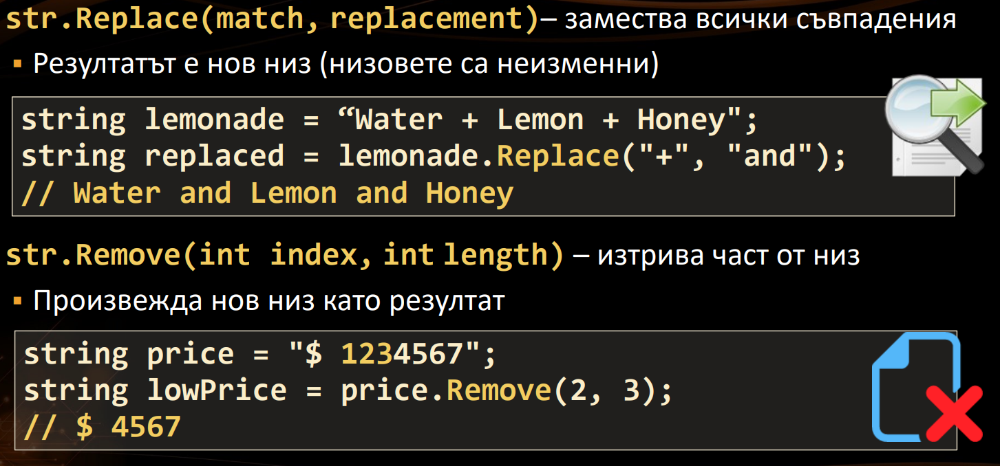 str.Replace(match, replacement)– замества всички съвпадения
▪ Резултатът е нов низ (низовете са неизменни)
string lemonade = “Water + Lemon + Honey";
string replaced = lemonade.Replace("+", "and");
// Water and Lemon and Honey
str.Remove(int index, int length) – изтрива част от низ
▪ Произвежда нов низ като резултат
string price = "$ 1234567";
string lowPrice = price.Remove(2, 3);
// $ 4567